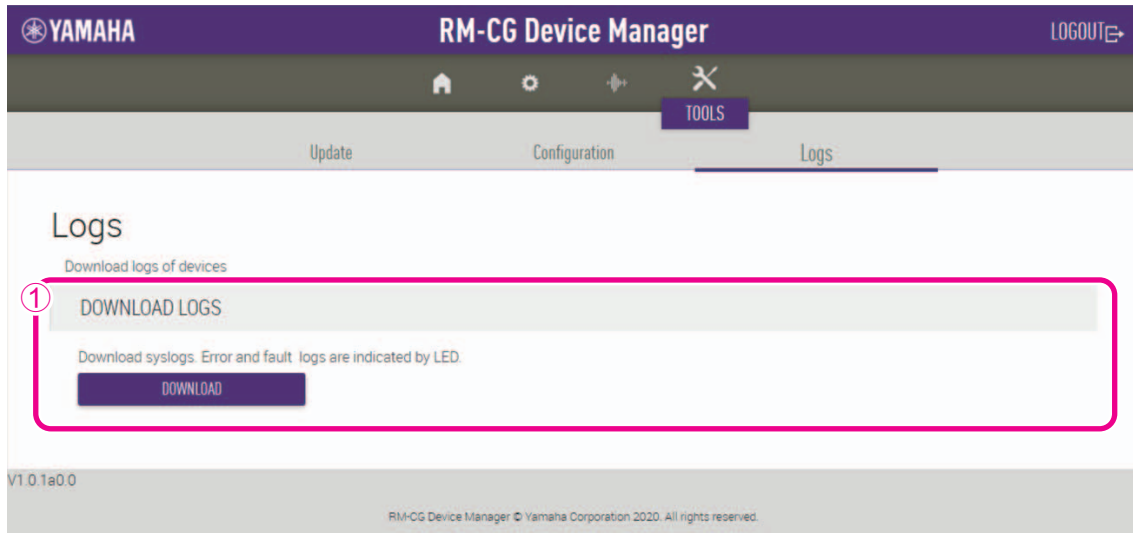 YAMAHA RM-CG Device Manager LOGOUT
TOOLS
Update Configuration Logs
Logs
Download logs of devices
1
DOWNLOAD LOGS
Download syslogs. Error and fault logs are indicated by LED.
DOWNLOAD
V1.0.1a0.0
RM-CG Device Manager © Yamaha Corporation 2020. All rights reserved.